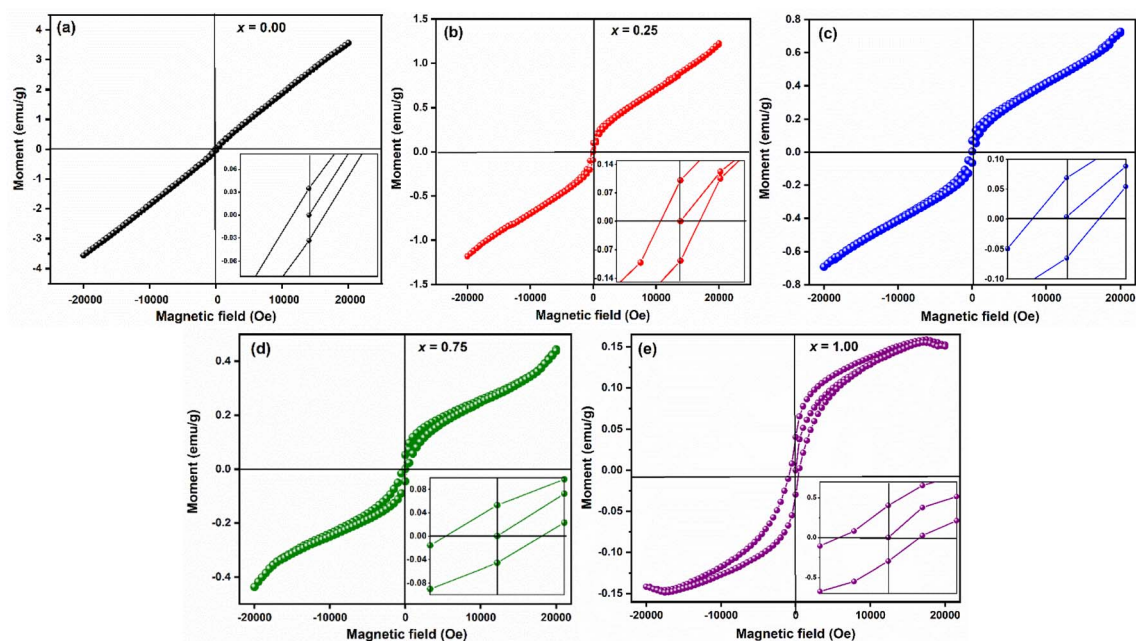 (a)
x = 0.00
Moment (emu/g)
4
3
2
1
0
-1
-2
-3
-4
-20000 -10000 0 10000 20000
Magnetic field (Oe)
0.06
0.03
0.00
-0.03
-0.06
(b)
x = 0.25
Moment (emu/g)
1.5
1.0
0.5
0.0
-0.5
-1.0
-1.5
-20000 -10000 0 10000 20000
Magnetic field (Oe)
0.14
0.07
0.00
-0.07
-0.14
(c)
Moment (emu/g)
0.8
0.6
0.4
0.2
0.0
-0.2
-0.4
-0.6
-0.8
-20000 -10000 0 10000 20000
Magnetic field (Oe)
0.10
0.05
0.00
-0.05
-0.10
(d)
x = 0.75
Moment (emu/g)
0.4
0.2
0.0
-0.2
-0.4
-20000 -10000 0 10000 20000
Magnetic field (Oe)
0.08
0.04
0.00
-0.04
-0.08
(e)
x = 1.00
Moment (emu/g)
0.15
0.10
0.05
0.00
-0.05
-0.10
-0.15
-20000 -10000 0 10000 20000
Magnetic field (Oe)
0.5
0.0
-0.5